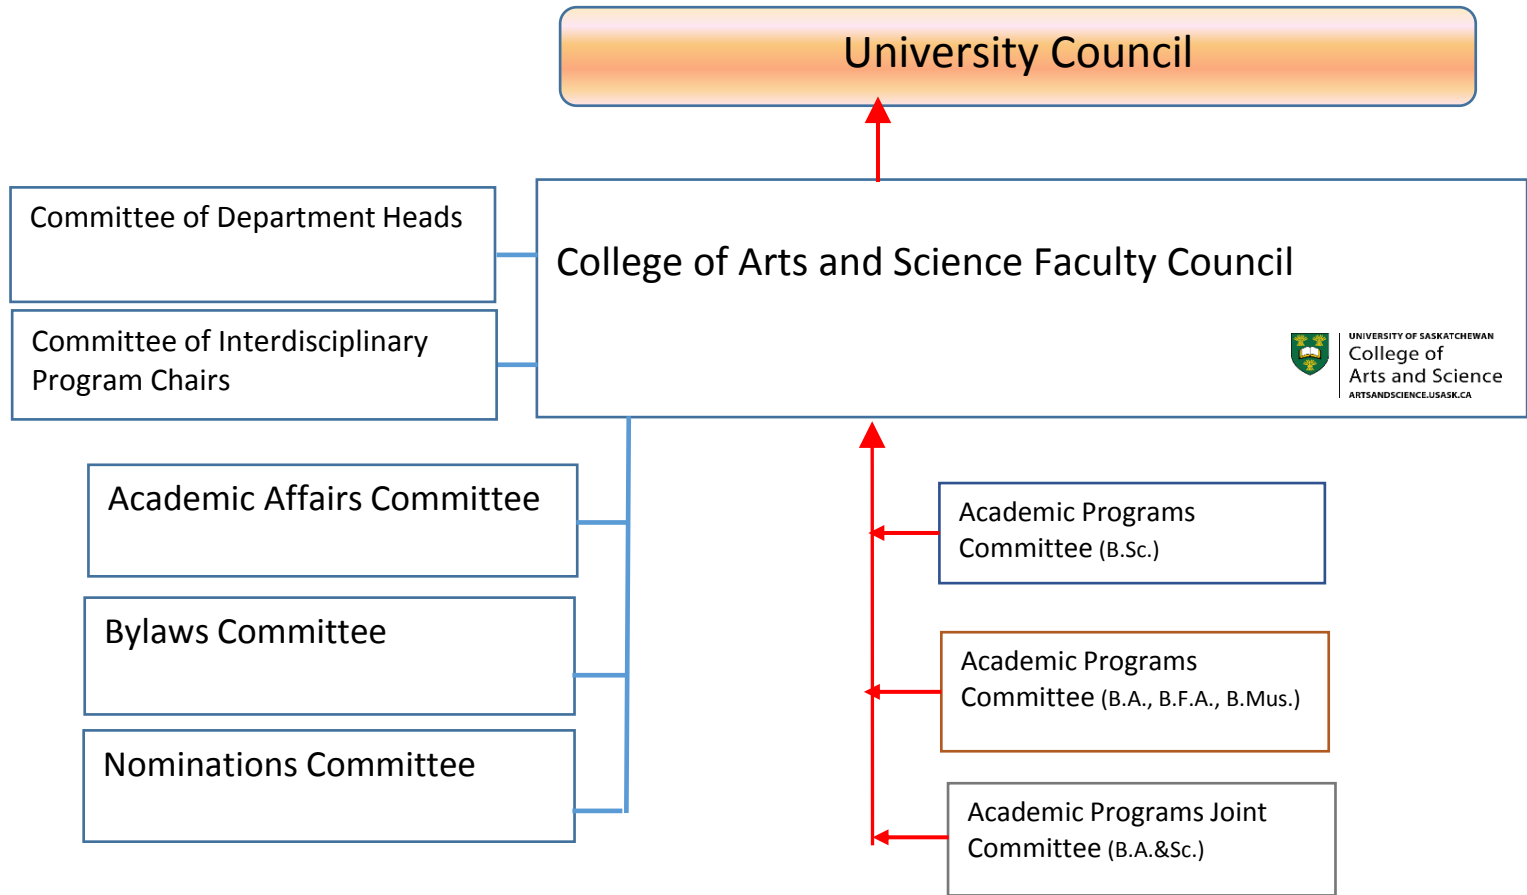 University Council
Committee of Department Heads
College of Arts and Science Faculty Council
Committee of Interdisciplinary
Program Chairs
UNIVERSITY OF SASKATCHEWAN
College of
Arts and Science
ARTSANDSCIENCE.USASK.CA
Academic Affairs Committee
Bylaws Committee
Nominations Committee
Academic Programs
Committee (B.Sc.)
Academic Programs
Committee (B.A., B.F.A., B.Mus.)
Academic Programs Joint
Committee (B.A.&Sc.)